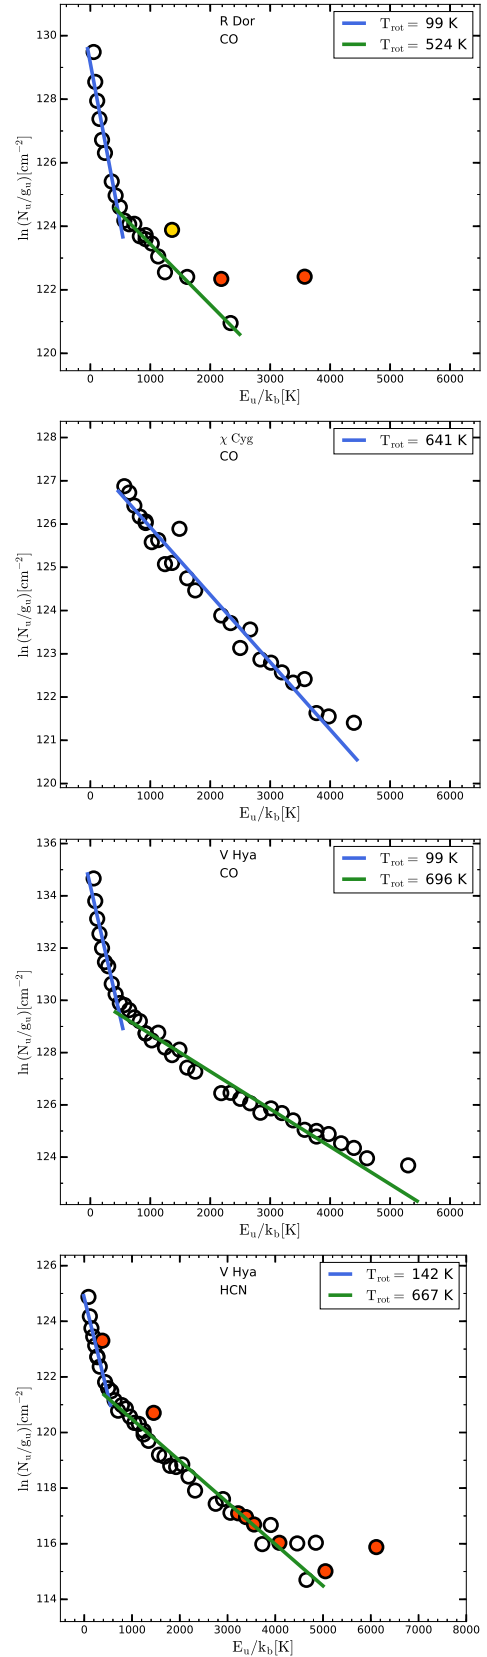 R Dor
CO
T_rot = 99 K
T_rot = 524 K
130
128
126
124
122
120
ln (N_u/g_u)[cm^−2]
0 1000 2000 3000 4000 5000 6000
E_u/k_b[K]
χ Cyg
CO
T_rot = 641 K
128
127
126
125
124
123
122
121
120
ln (N_u/g_u)[cm^−2]
0 1000 2000 3000 4000 5000 6000
E_u/k_b[K]
V Hya
CO
T_rot = 99 K
T_rot = 696 K
136
134
132
130
128
126
124
ln (N_u/g_u)[cm^−2]
0 1000 2000 3000 4000 5000 6000
E_u/k_b[K]
V Hya
HCN
T_rot = 142 K
T_rot = 667 K
126
124
122
120
118
116
114
ln (N_u/g_u)[cm^−2]
0 1000 2000 3000 4000 5000 6000 7000 8000
E_u/k_b[K]